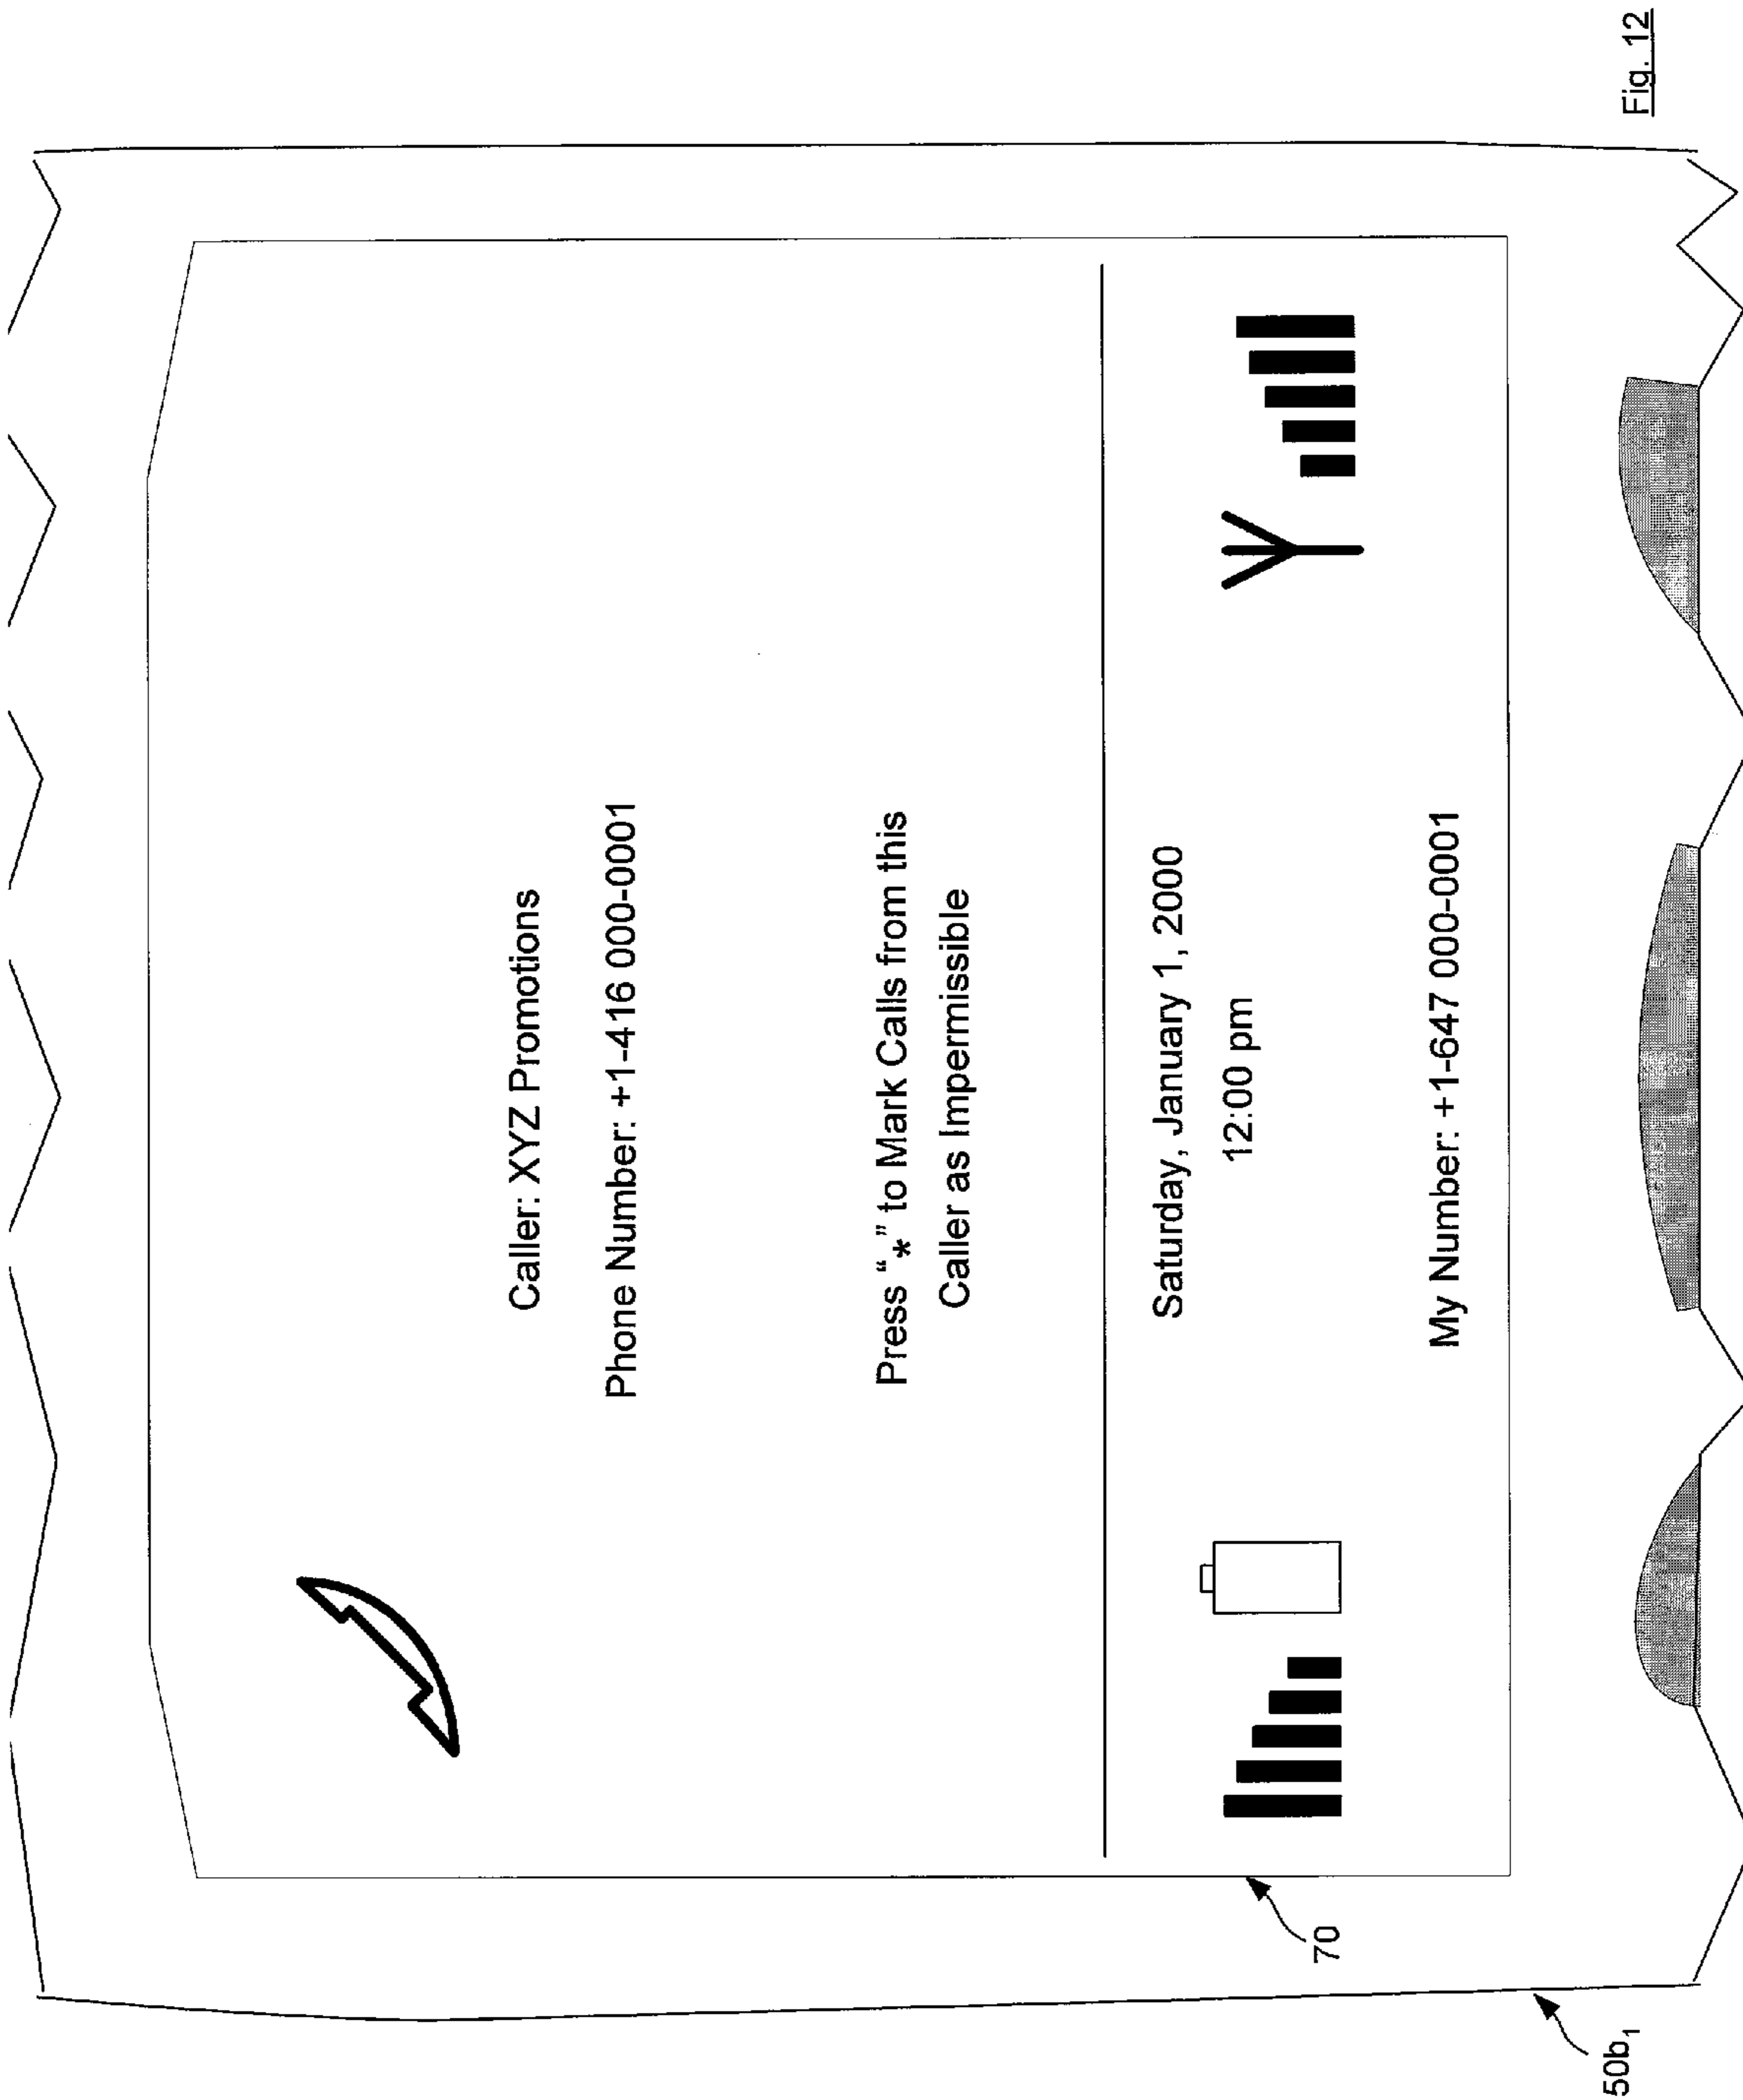 Caller: XYZ Promotions
Phone Number: +1-416 000-0001
Press “*” to Mark Calls from this
Caller as Impermissible
Saturday, January 1, 2000
12:00 pm
My Number: +1-647 000-0001
70
50b₁
Fig. 12